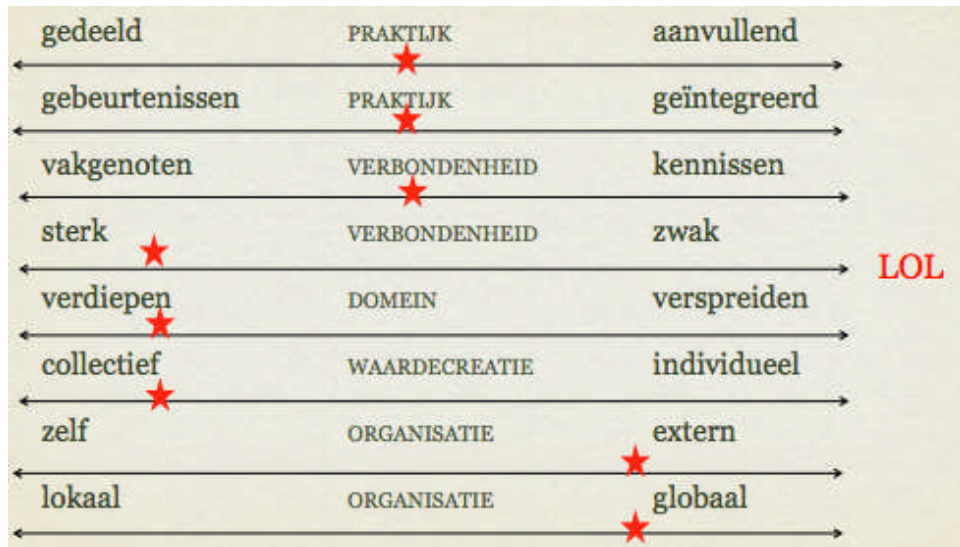 gedeeld PRAKTIJK aanvullend
gebeurtenissen PRAKTIJK geïntegreerd
vakgenoten VERBONDENHEID kennissen
sterk VERBONDENHEID zwak
LOL
verdiepen DOMEIN verspreiden
collectief WAARDECREATIE individueel
zelf ORGANISATIE extern
lokaal ORGANISATIE globaal